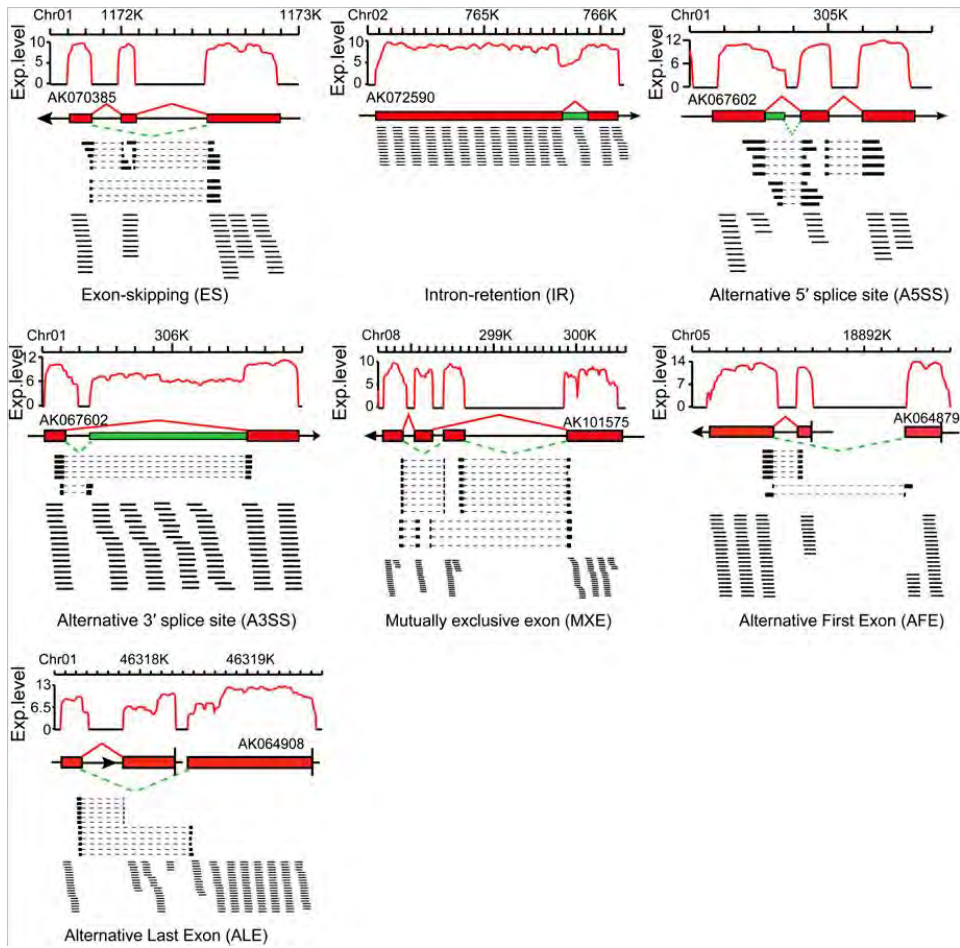 Chr01 1172K 1173K
Exp.level
10
5
0
AK070385
Exon-skipping (ES)
Chr02 765K 766K
Exp.level
10
5
0
AK072590
Intron-retention (IR)
Chr01 305K
Exp.level
12
6
0
AK067602
Alternative 5′ splice site (A5SS)
Chr01 306K
Exp.level
12
6
0
AK067602
Alternative 3′ splice site (A3SS)
Chr08 299K 300K
Exp.level
10
5
0
AK101575
Mutually exclusive exon (MXE)
Chr05 18892K
Exp.level
14
7
0
AK064879
Alternative First Exon (AFE)
Chr01 46318K 46319K
Exp.level
13
6.5
0
AK064908
Alternative Last Exon (ALE)